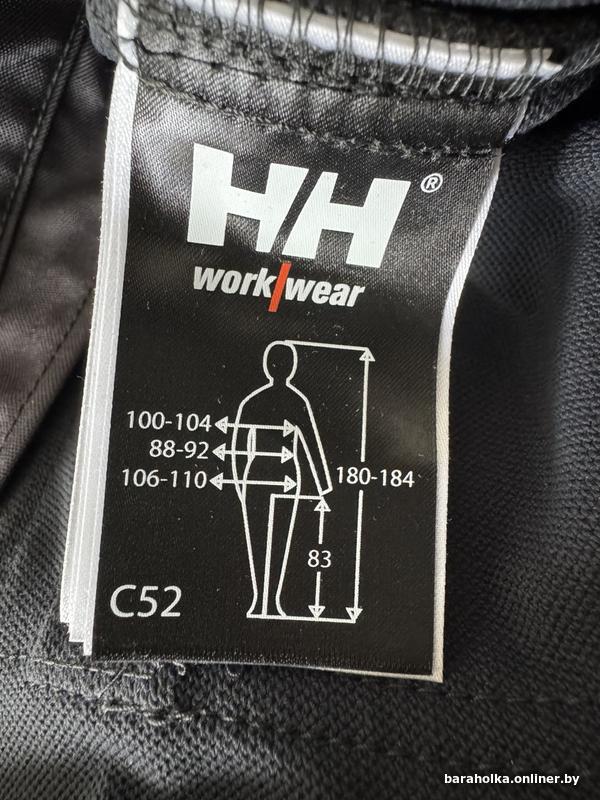 HH®
work/wear
100-104
88-92
106-110
180-184
83
C52
baraholka.onliner.by